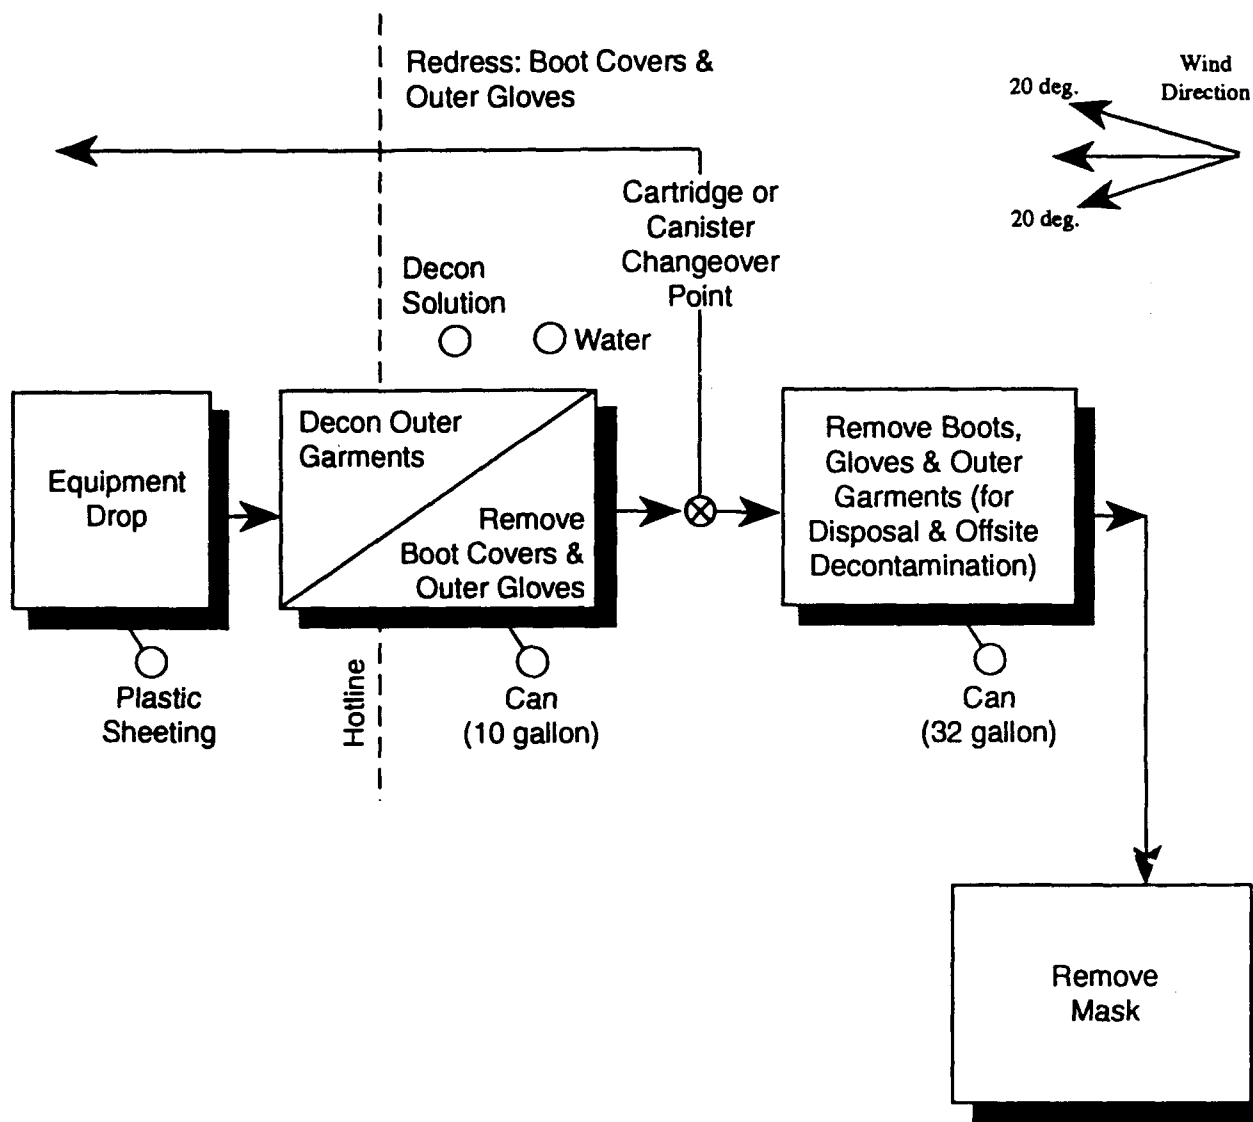 Redress: Boot Covers &
Outer Gloves
Wind
Direction
20 deg.
20 deg.
Cartridge or
Canister
Changeover
Point
Decon
Solution
Water
Equipment
Drop
Decon Outer
Garments
Remove
Boot Covers &
Outer Gloves
Remove Boots,
Gloves & Outer
Garments (for
Disposal & Offsite
Decontamination)
Plastic
Sheeting
Hotline
Can
(10 gallon)
Can
(32 gallon)
Remove
Mask